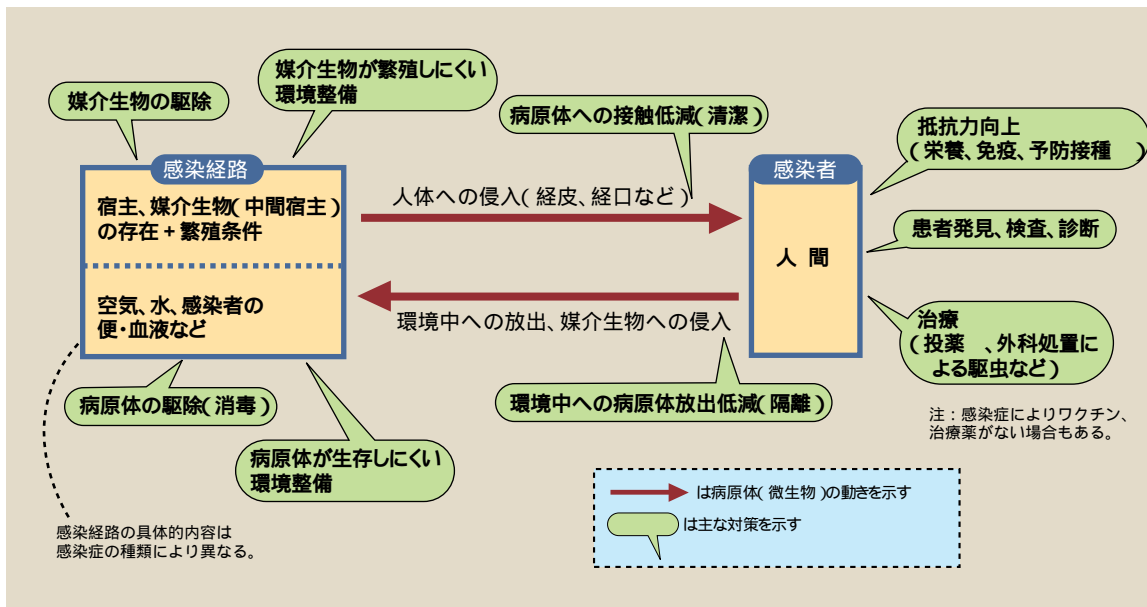 媒介生物の駆除
媒介生物が繁殖しにくい
環境整備
病原体への接触低減(清潔)
抵抗力向上
(栄養、免疫、予防接種　)
感染経路
宿主、媒介生物(中間宿主)
の存在+繁殖条件
空気、水、感染者の
便・血液など
人体への侵入(経皮、経口など)
環境中への放出、媒介生物への侵入
感染者
人 間
患者発見、検査、診断
治療
(投薬　、外科処置に
よる駆虫など)
病原体の駆除(消毒)
病原体が生存しにくい
環境整備
環境中への病原体放出低減(隔離)
注：感染症によりワクチン、
治療薬がない場合もある。
感染経路の具体的内容は
感染症の種類により異なる。
は病原体(微生物)の動きを示す
は主な対策を示す